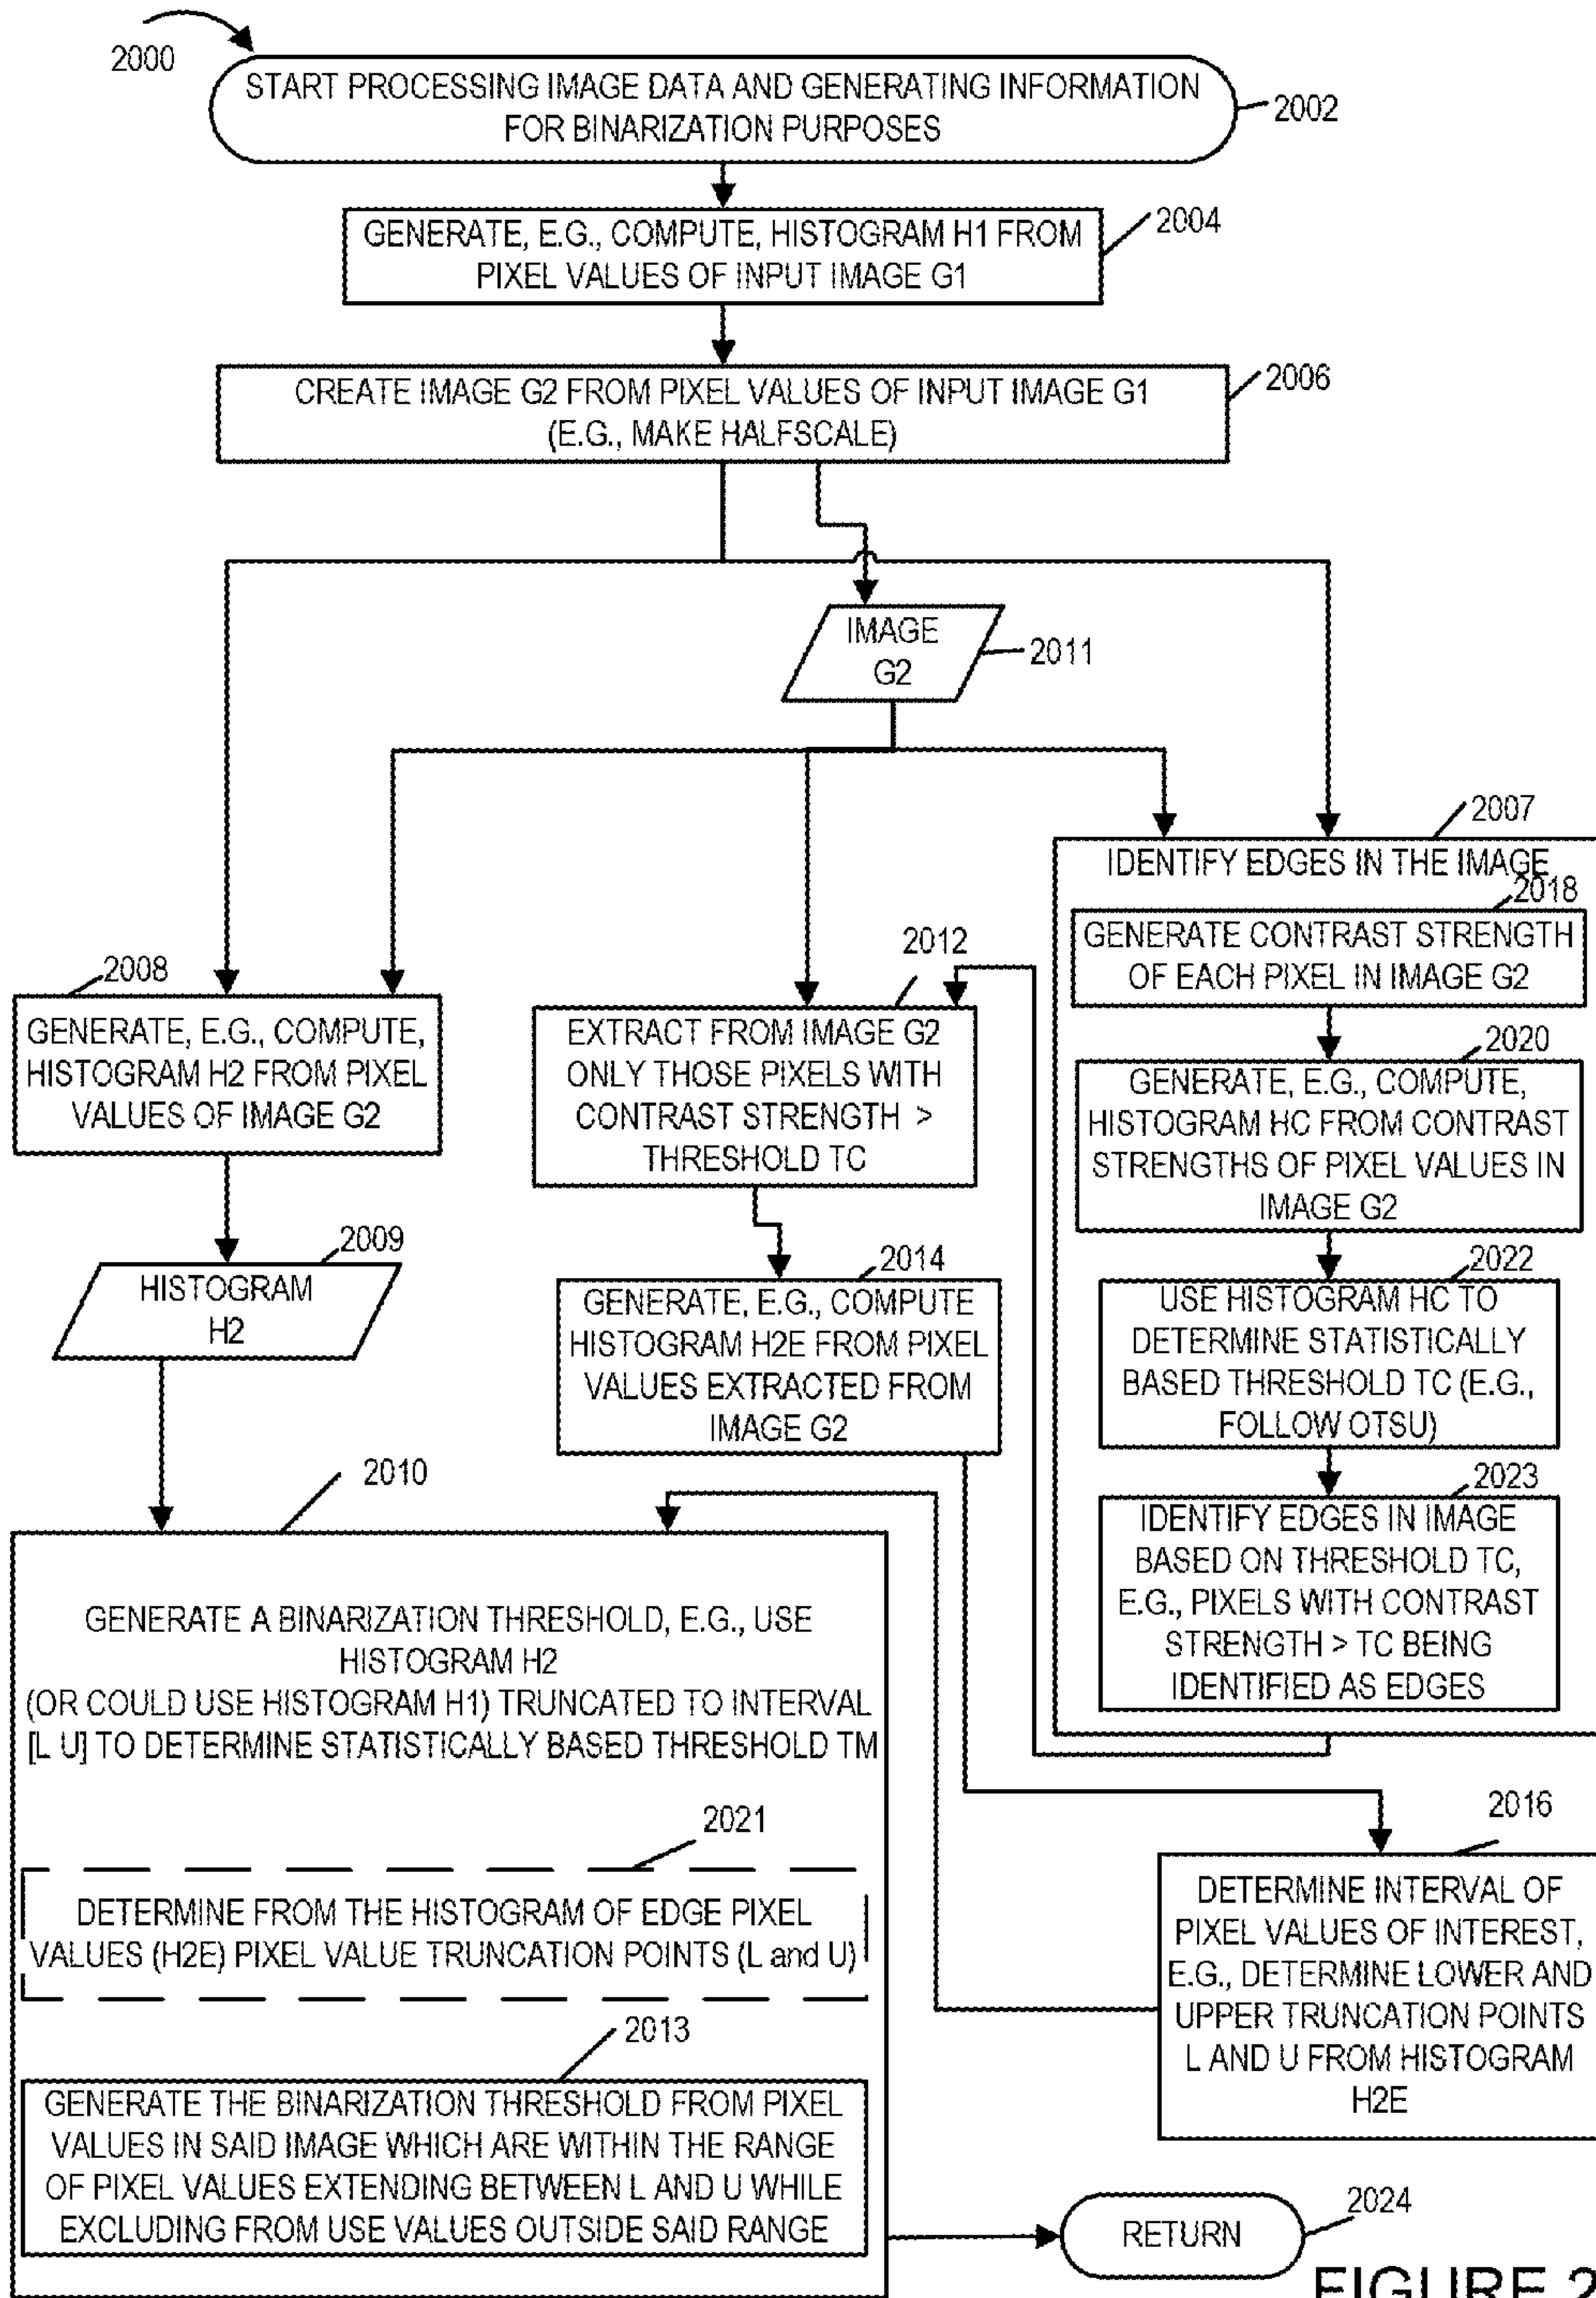 2000
START PROCESSING IMAGE DATA AND GENERATING INFORMATION
FOR BINARIZATION PURPOSES
2002
GENERATE, E.G., COMPUTE, HISTOGRAM H1 FROM
PIXEL VALUES OF INPUT IMAGE G1
2004
CREATE IMAGE G2 FROM PIXEL VALUES OF INPUT IMAGE G1
(E.G., MAKE HALFSCALE)
2006
IMAGE
G2
2011
2007
IDENTIFY EDGES IN THE IMAGE
2018
GENERATE CONTRAST STRENGTH
OF EACH PIXEL IN IMAGE G2
2008
GENERATE, E.G., COMPUTE,
HISTOGRAM H2 FROM PIXEL
VALUES OF IMAGE G2
2012
EXTRACT FROM IMAGE G2
ONLY THOSE PIXELS WITH
CONTRAST STRENGTH >
THRESHOLD TC
2020
GENERATE, E.G., COMPUTE,
HISTOGRAM HC FROM CONTRAST
STRENGTHS OF PIXEL VALUES IN
IMAGE G2
2009
HISTOGRAM
H2
2014
GENERATE, E.G., COMPUTE
HISTOGRAM H2E FROM PIXEL
VALUES EXTRACTED FROM
IMAGE G2
2022
USE HISTOGRAM HC TO
DETERMINE STATISTICALLY
BASED THRESHOLD TC (E.G.,
FOLLOW OTSU)
2023
IDENTIFY EDGES IN IMAGE
BASED ON THRESHOLD TC,
E.G., PIXELS WITH CONTRAST
STRENGTH > TC BEING
IDENTIFIED AS EDGES
2010
GENERATE A BINARIZATION THRESHOLD, E.G., USE
HISTOGRAM H2
(OR COULD USE HISTOGRAM H1) TRUNCATED TO INTERVAL
[L U] TO DETERMINE STATISTICALLY BASED THRESHOLD TM
2021
DETERMINE FROM THE HISTOGRAM OF EDGE PIXEL
VALUES (H2E) PIXEL VALUE TRUNCATION POINTS (L and U)
2016
DETERMINE INTERVAL OF
PIXEL VALUES OF INTEREST,
E.G., DETERMINE LOWER AND
UPPER TRUNCATION POINTS
L AND U FROM HISTOGRAM
H2E
2013
GENERATE THE BINARIZATION THRESHOLD FROM PIXEL
VALUES IN SAID IMAGE WHICH ARE WITHIN THE RANGE
OF PIXEL VALUES EXTENDING BETWEEN L AND U WHILE
EXCLUDING FROM USE VALUES OUTSIDE SAID RANGE
RETURN
2024
FIGURE 2